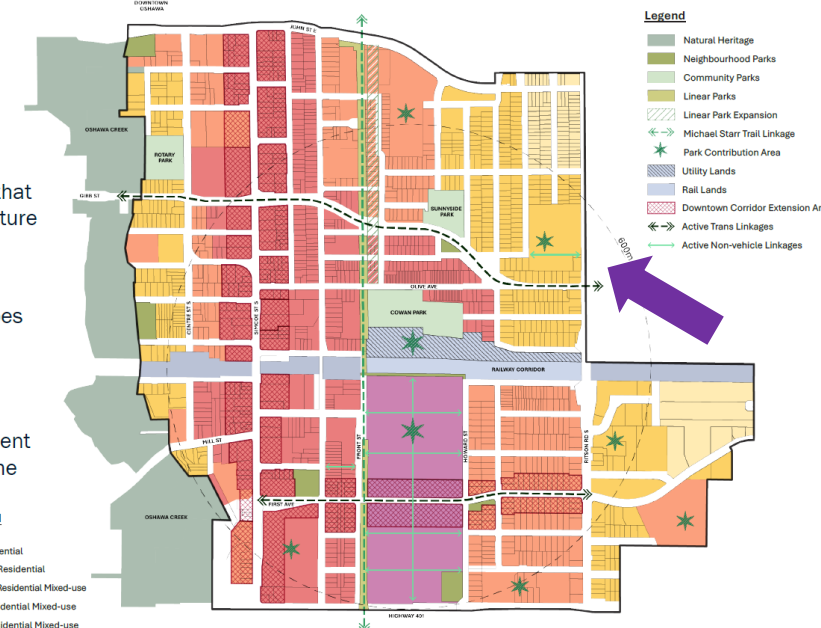 DOWNTOWN
OSHAWA
JOHN ST E
OSHAWA CREEK
ROTARY
PARK
GIBB ST
SUNNYSIDE
PARK
600m
OLIVE AVE
CENTRE ST S
SIMCOE ST S
COWAN PARK
RAILWAY CORRIDOR
MILL ST
FRONT ST
HOWARD ST
RITSON RD S
FIRST AVE
OSHAWA CREEK
HIGHWAY 401
Legend
Natural Heritage
Neighbourhood Parks
Community Parks
Linear Parks
Linear Park Expansion
Michael Starr Trail Linkage
Park Contribution Area
Utility Lands
Rail Lands
Downtown Corridor Extension Ar
Active Trans Linkages
Active Non-vehicle Linkages
that
ture
es
ent
ne
ential
Residential
Residential Mixed-use
dential Mixed-use
sidential Mixed-use